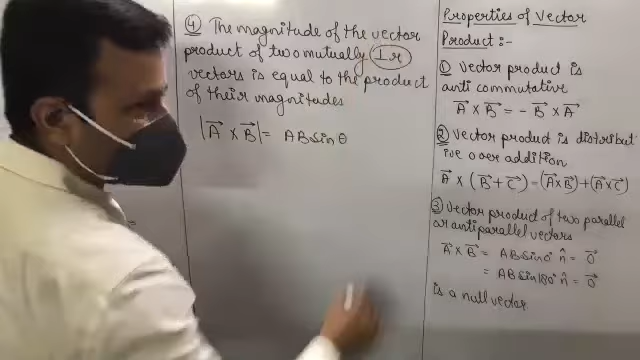 ④ The magnitude of the vector
product of two mutually ⊥r
vectors is equal to the product
of their magnitudes
|A⃗ × B⃗| = AB sin θ
=
Properties of Vector
Product :-
① Vector product is
anti commutative
A⃗ × B⃗ = - B⃗ × A⃗
② Vector product is distribut
ive over addition
A⃗ × (B⃗ + C⃗) = (A⃗ × B⃗) + (A⃗ × C⃗)
③ Vector product of two parallel
or antiparallel vectors
A⃗ × B⃗ = AB sin 0° n̂ = 0⃗
= AB sin 180° n̂ = 0⃗
is a null vector